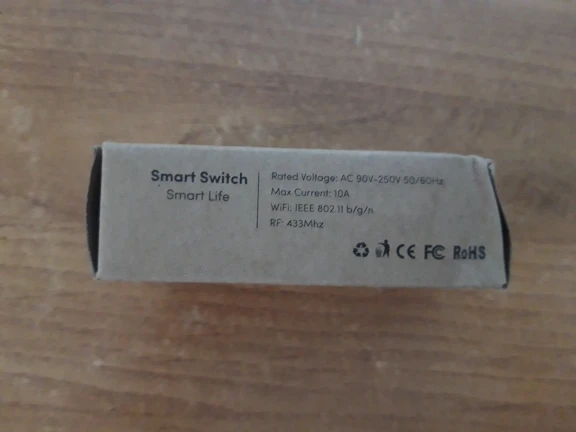 Smart Switch
Smart Life
Rated Voltage: AC 90V-250V 50/60Hz
Max.Current: 10A
WiFi: IEEE 802.11 b/g/n.
RF: 433Mhz
CE FC RoHS